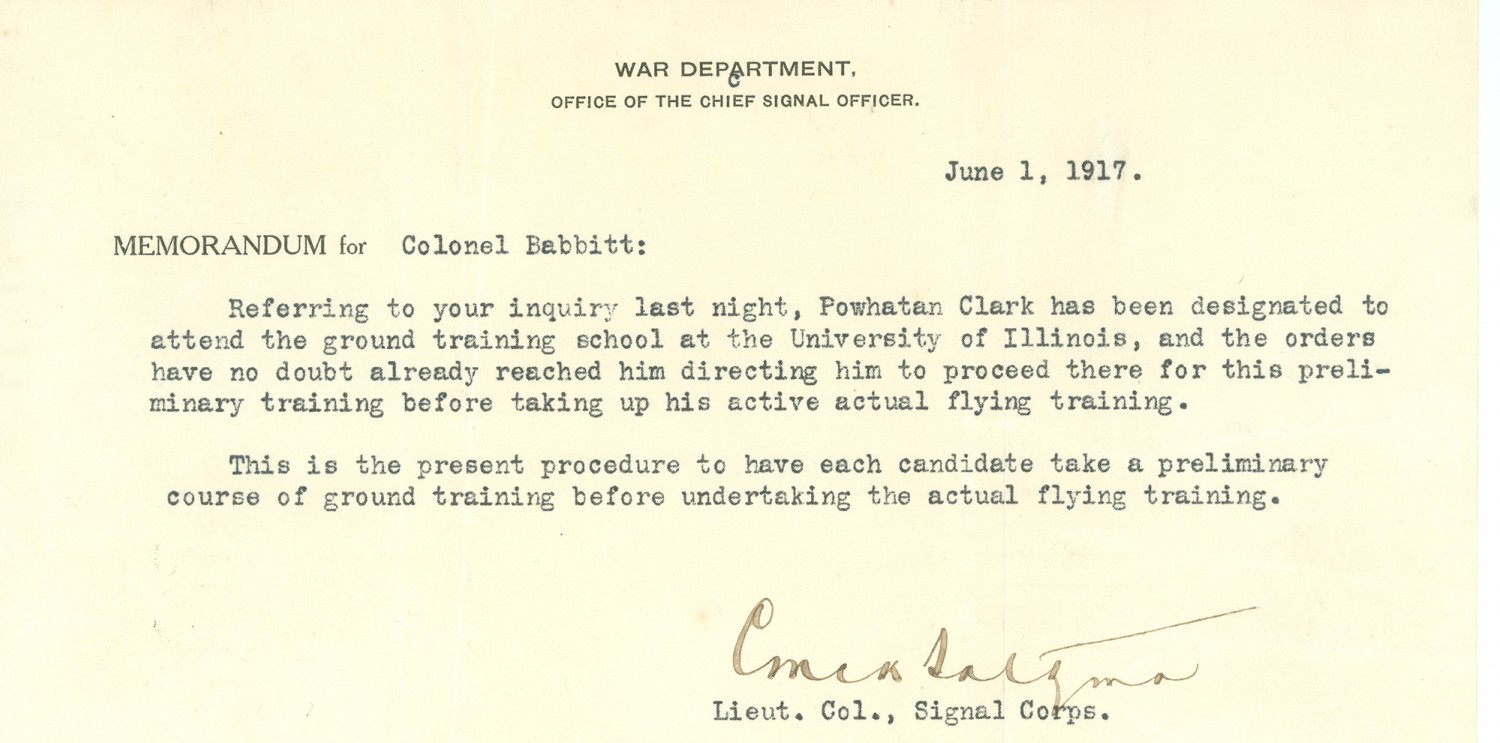 WAR DEPARTMENT,
OFFICE OF THE CHIEF SIGNAL OFFICER.
June 1, 1917.
MEMORANDUM for Colonel Babbitt:
Referring to your inquiry last night, Powhatan Clark has been designated to
attend the ground training school at the University of Illinois, and the orders
have no doubt already reached him directing him to proceed there for this preli-
minary training before taking up his active actual flying training.
This is the present procedure to have each candidate take a preliminary
course of ground training before undertaking the actual flying training.
Lieut. Col., Signal Corps.